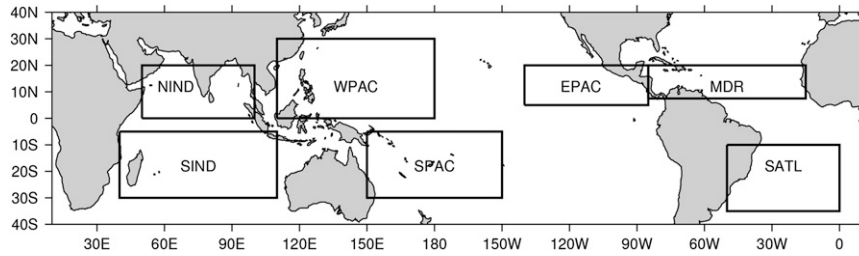 40N
30N
20N
10N
0
10S
20S
30S
40S
NIND
WPAC
EPAC
MDR
SIND
SPAC
SATL
30E 60E 90E 120E 150E 180 150W 120W 90W 60W 30W 0